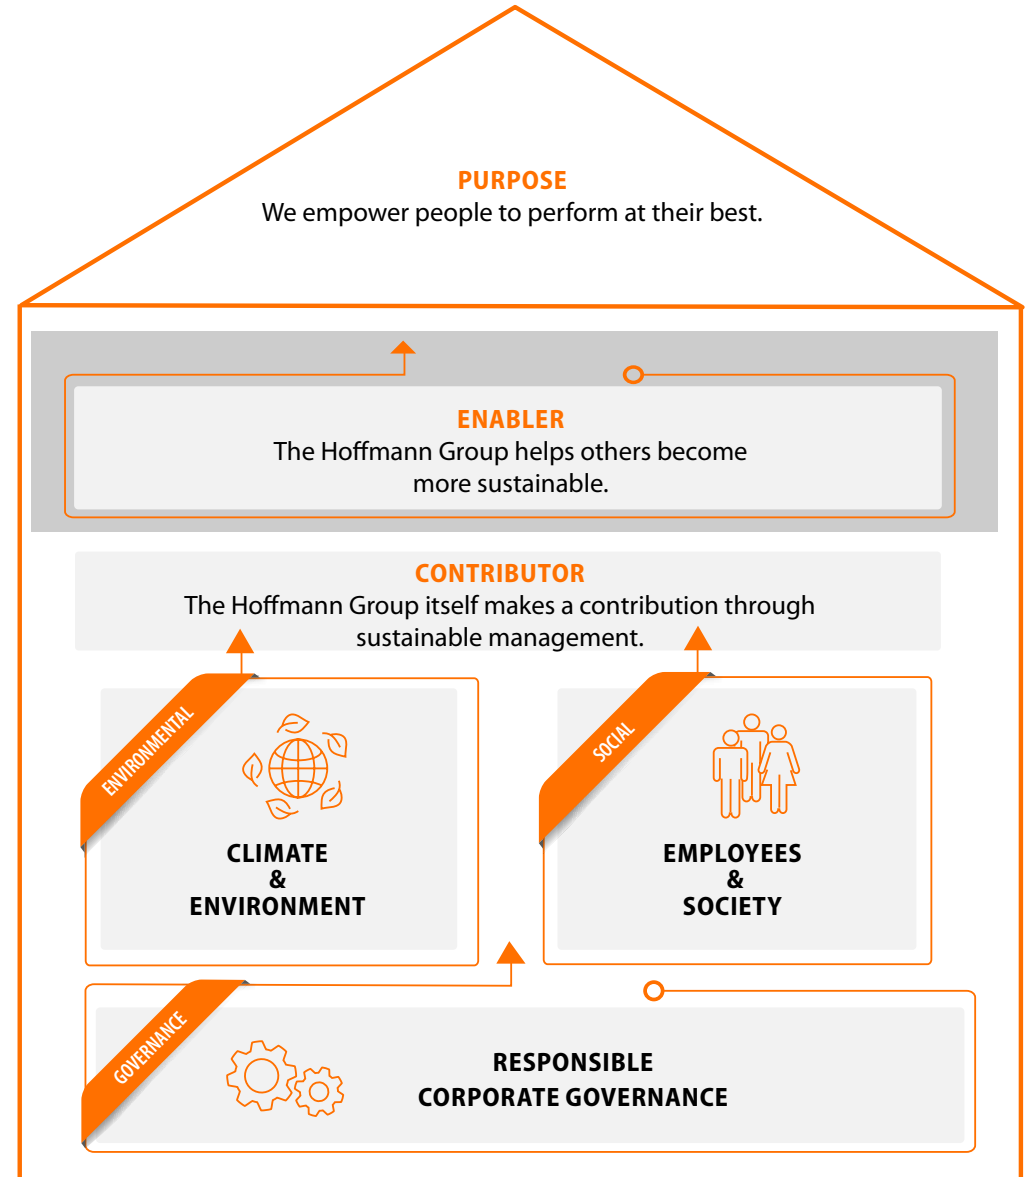 PURPOSE
We empower people to perform at their best.
ENABLER
The Hoffmann Group helps others become
more sustainable.
CONTRIBUTOR
The Hoffmann Group itself makes a contribution through
sustainable management.
ENVIRONMENTAL
CLIMATE
&
ENVIRONMENT
SOCIAL
EMPLOYEES
&
SOCIETY
GOVERNANCE
RESPONSIBLE
CORPORATE GOVERNANCE